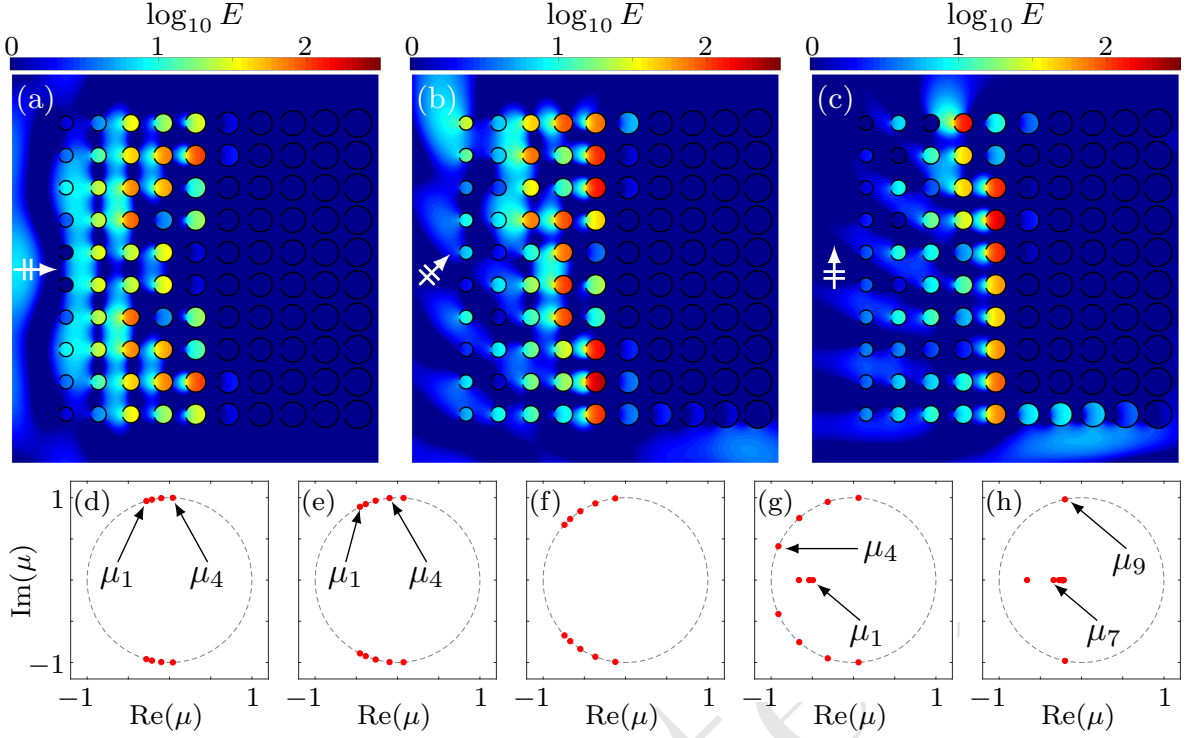 log₁₀ E log₁₀ E log₁₀ E
0 1 2 0 1 2 0 1 2
(a) (b) (c)
(d) (e) (f) (g) (h)
1
μ₁ μ₄ μ₁ μ₄ μ₄ μ₁ μ₉ μ₇
Im(μ)
−1
−1 1 −1 1 −1 1 −1 1 −1 1
Re(μ) Re(μ) Re(μ) Re(μ) Re(μ)